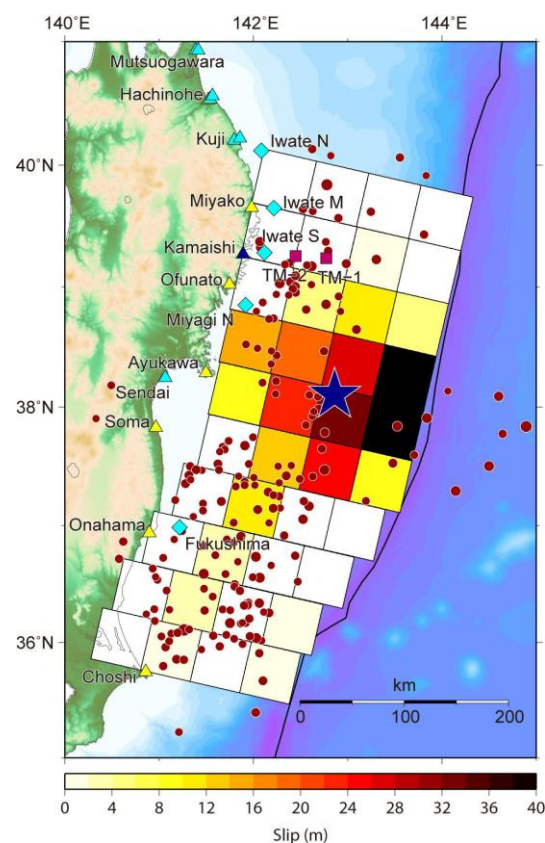 140˚E
142˚E
144˚E
Mutsuogawara
Hachinohe
Kuji
Iwate N
40˚N
Miyako
Iwate M
Kamaishi
Iwate S
Ofunato
TM-2
TM-1
Miyagi N
Ayukawa
Sendai
38˚N
Soma
Onahama
Fukushima
36˚N
Choshi
km
0
100
200
0
4
8
12
16
20
24
28
32
36
40
Slip (m)